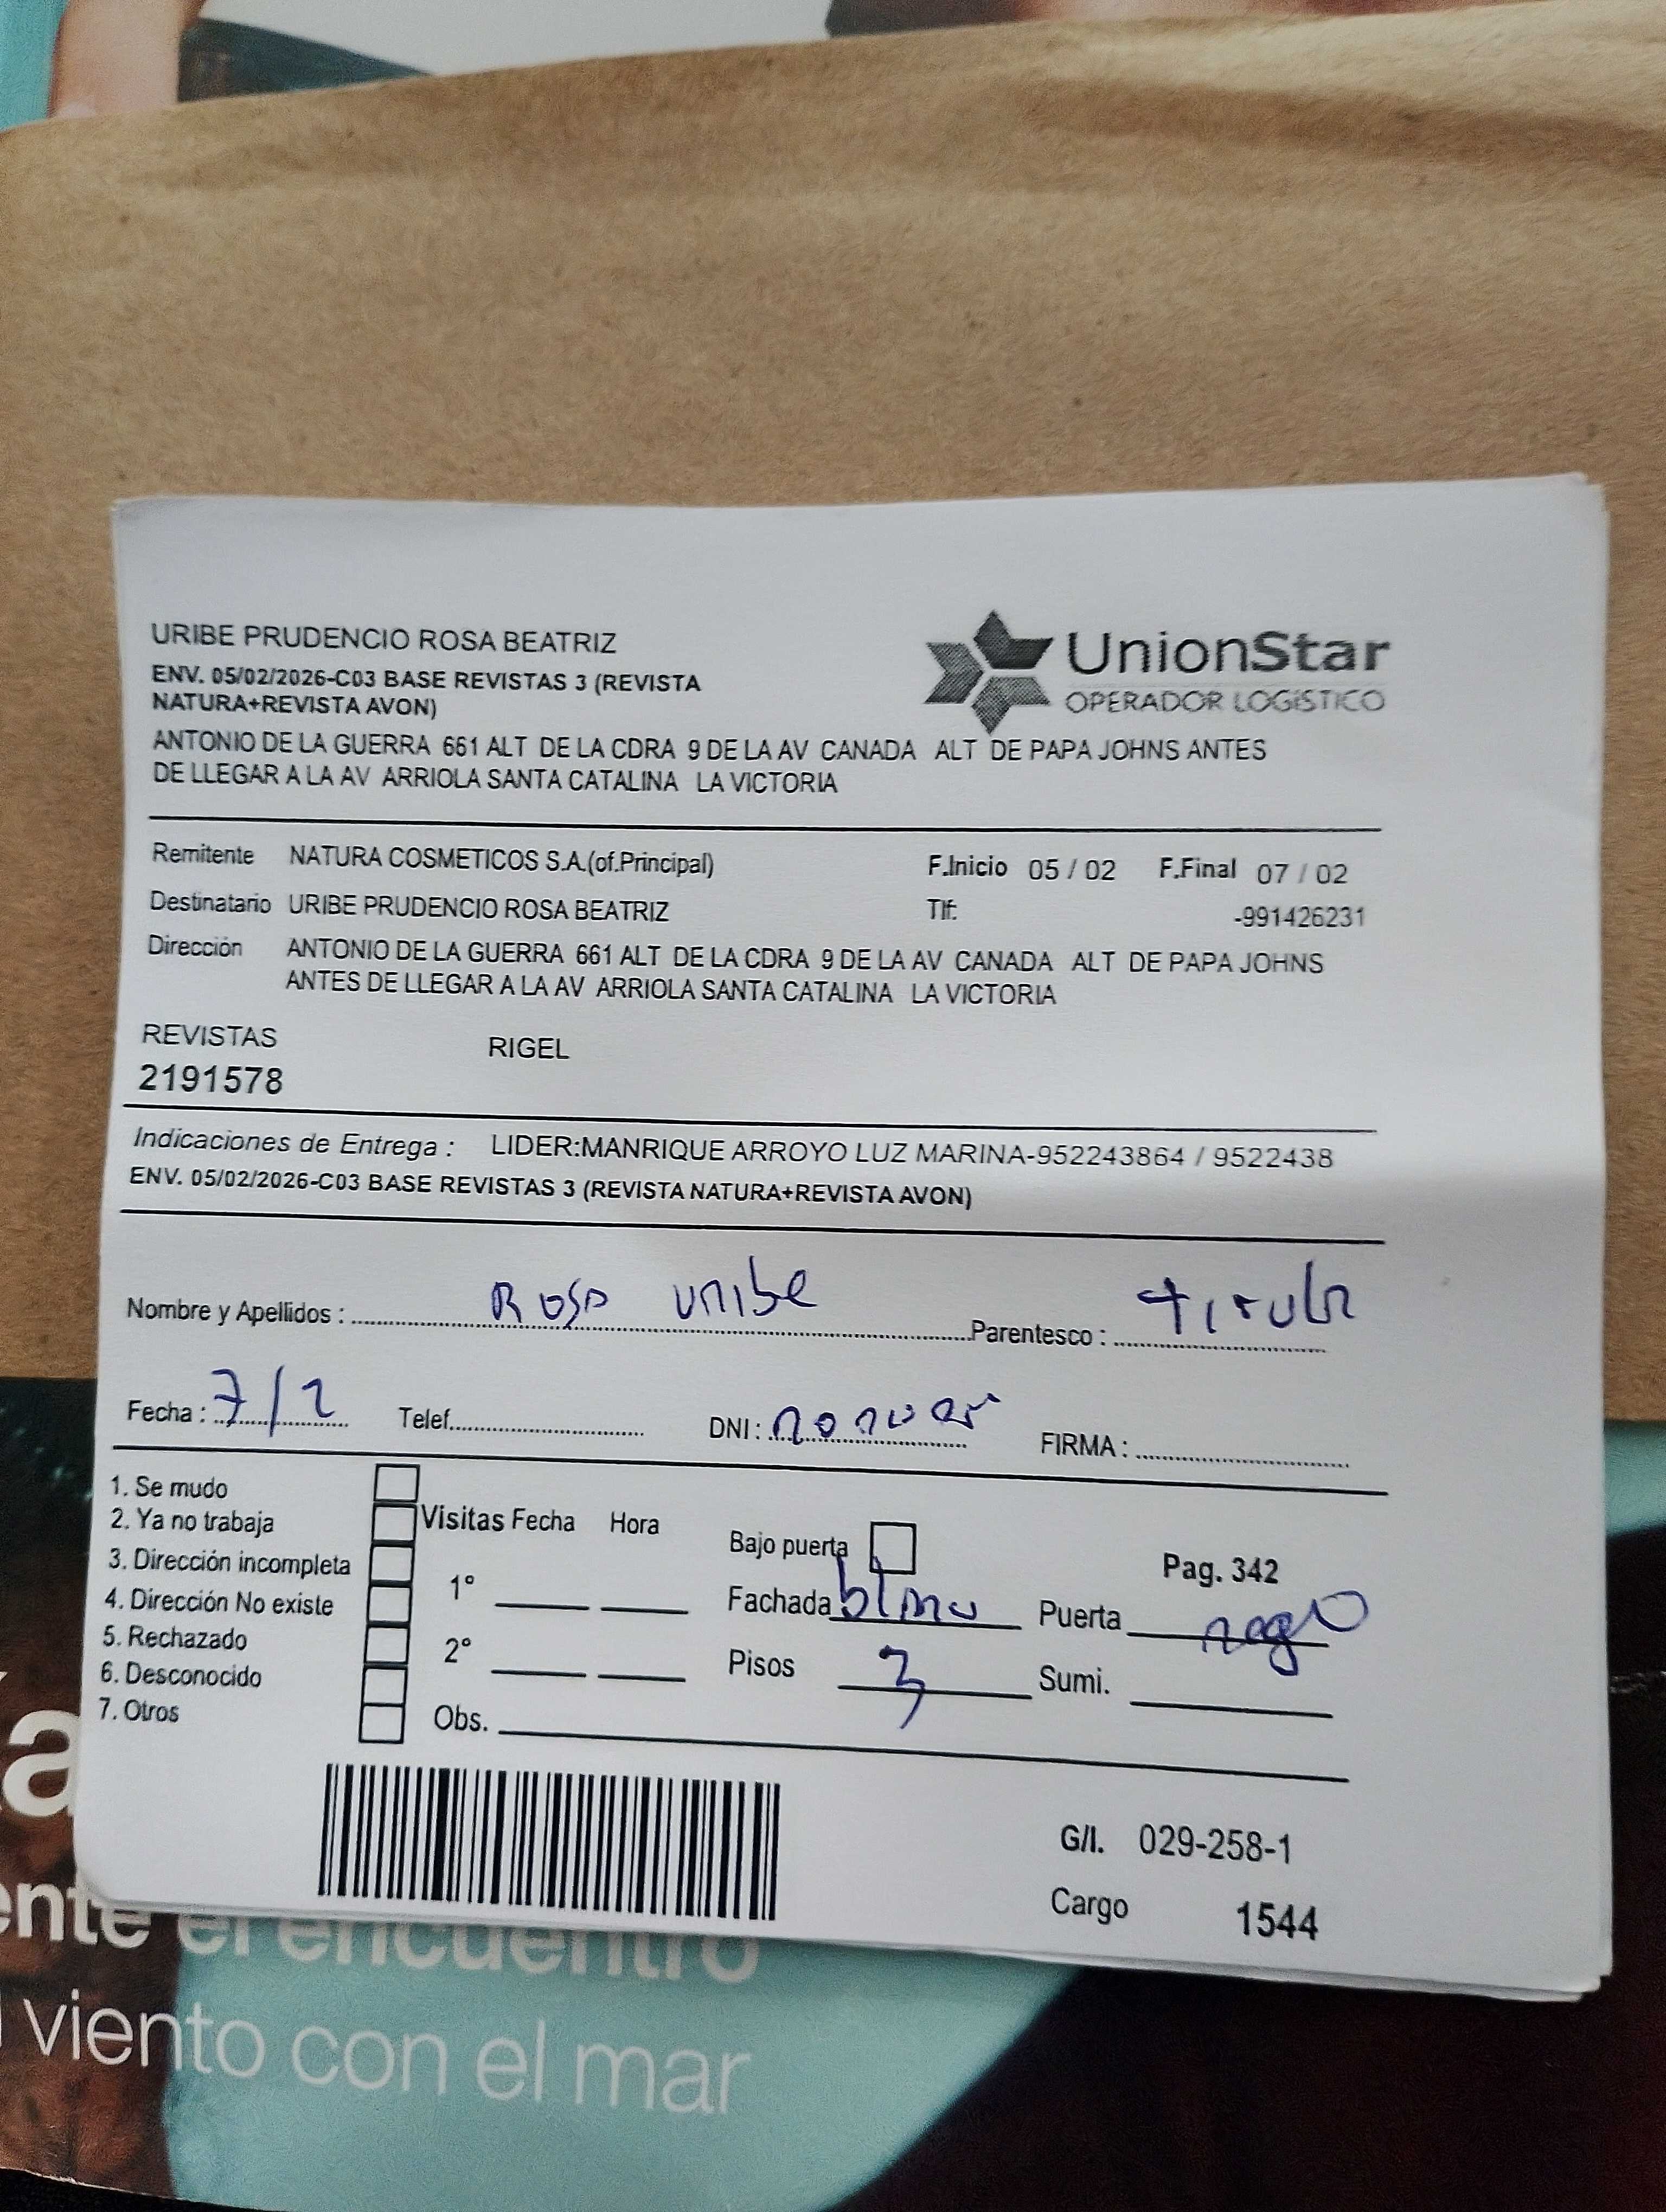 URIBE PRUDENCIO ROSA BEATRIZ
ENV. 05/02/2026-C03 BASE REVISTAS 3 (REVISTA
NATURA+REVISTA AVON)
UnionStar
OPERADOR LOGÍSTICO
ANTONIO DE LA GUERRA 661 ALT DE LA CDRA 9 DE LA AV CANADA ALT DE PAPA JOHNS ANTES
DE LLEGAR A LA AV ARRIOLA SANTA CATALINA LA VICTORIA
Remitente NATURA COSMETICOS S.A.(of.Principal) F.Inicio 05 / 02 F.Final 07 / 02
Destinatario URIBE PRUDENCIO ROSA BEATRIZ Tlf: -991426231
Dirección ANTONIO DE LA GUERRA 661 ALT DE LA CDRA 9 DE LA AV CANADA ALT DE PAPA JOHNS
ANTES DE LLEGAR A LA AV ARRIOLA SANTA CATALINA LA VICTORIA
REVISTAS RIGEL
2191578
Indicaciones de Entrega : LIDER:MANRIQUE ARROYO LUZ MARINA-952243864 / 9522438
ENV. 05/02/2026-C03 BASE REVISTAS 3 (REVISTA NATURA+REVISTA AVON)
Nombre y Apellidos : Rosa uribe Parentesco : titular
Fecha : 7/2 Telef. DNI : FIRMA :
1. Se mudo
2. Ya no trabaja
3. Dirección incompleta
4. Dirección No existe
5. Rechazado
6. Desconocido
7. Otros
Visitas Fecha Hora
1°
2°
Obs.
Bajo puerta
Fachada blanco Puerta negro
Pisos 3 Sumi.
Pag. 342
G/I. 029-258-1
Cargo 1544
el encuentro
viento con el mar